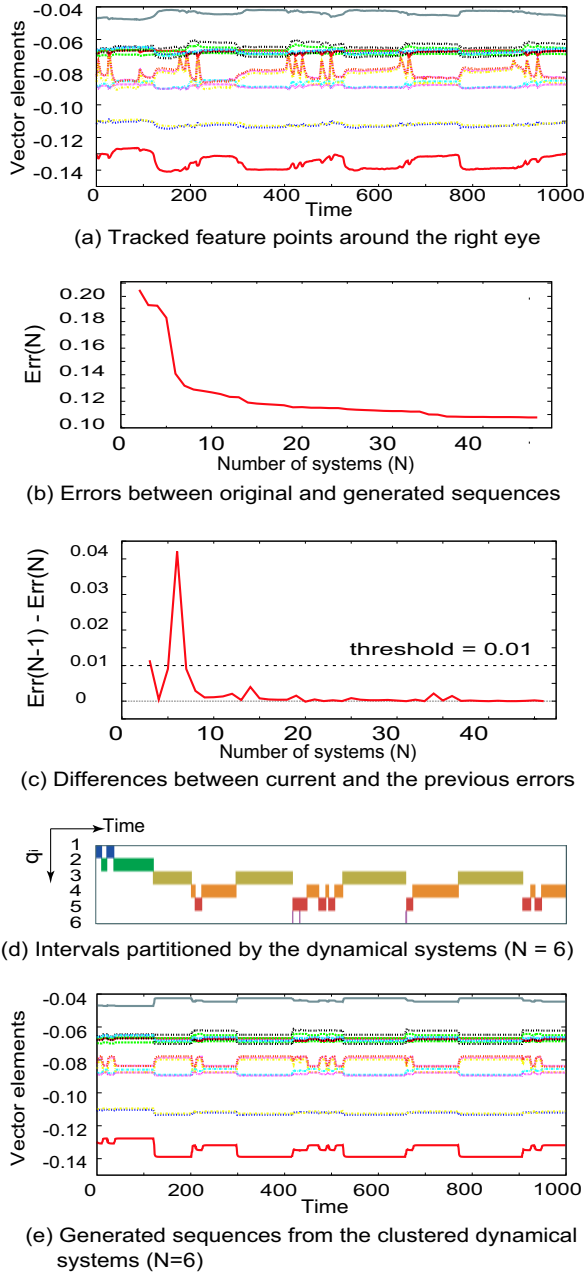 -0.04
-0.06
-0.08
-0.10
-0.12
-0.14
Vector elements
0 200 400 600 800 1000
Time
(a) Tracked feature points around the right eye
0.20
0.18
0.16
0.14
0.12
0.10
Err(N)
0 10 20 30 40
Number of systems (N)
(b) Errors between original and generated sequences
0.04
0.03
0.02
0.01
0
Err(N-1) - Err(N)
threshold = 0.01
0 10 20 30 40
Number of systems (N)
(c) Differences between current and the previous errors
Time
qi
1
2
3
4
5
6
(d) Intervals partitioned by the dynamical systems (N = 6)
-0.04
-0.06
-0.08
-0.10
-0.12
-0.14
Vector elements
0 200 400 600 800 1000
Time
(e) Generated sequences from the clustered dynamical
systems (N=6)